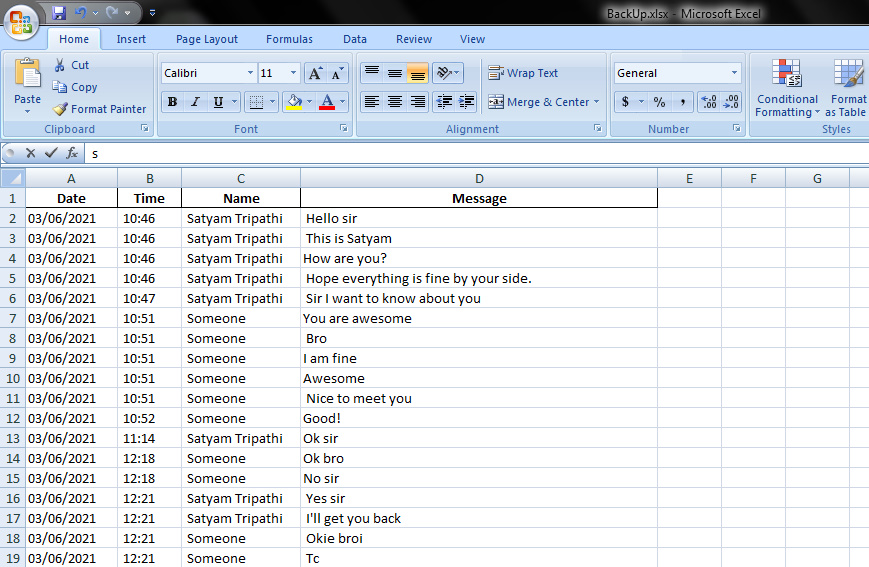 BackUp.xlsx - Microsoft Excel
Home Insert Page Layout Formulas Data Review View
Paste
Cut
Copy
Format Painter
Clipboard
Calibri 11 A A
B I U A
Font
Wrap Text
Merge & Center
Alignment
General
$ % , .00 .00
Number
Conditional Formatting
Format as Table
Styles
fx s
A B C D E F G
1 Date Time Name Message
2 03/06/2021 10:46 Satyam Tripathi Hello sir
3 03/06/2021 10:46 Satyam Tripathi This is Satyam
4 03/06/2021 10:46 Satyam Tripathi How are you?
5 03/06/2021 10:46 Satyam Tripathi Hope everything is fine by your side.
6 03/06/2021 10:47 Satyam Tripathi Sir I want to know about you
7 03/06/2021 10:51 Someone You are awesome
8 03/06/2021 10:51 Someone Bro
9 03/06/2021 10:51 Someone I am fine
10 03/06/2021 10:51 Someone Awesome
11 03/06/2021 10:51 Someone Nice to meet you
12 03/06/2021 10:52 Someone Good!
13 03/06/2021 11:14 Satyam Tripathi Ok sir
14 03/06/2021 12:18 Someone Ok bro
15 03/06/2021 12:18 Someone No sir
16 03/06/2021 12:21 Satyam Tripathi Yes sir
17 03/06/2021 12:21 Satyam Tripathi I'll get you back
18 03/06/2021 12:21 Someone Okie broi
19 03/06/2021 12:21 Someone Tc